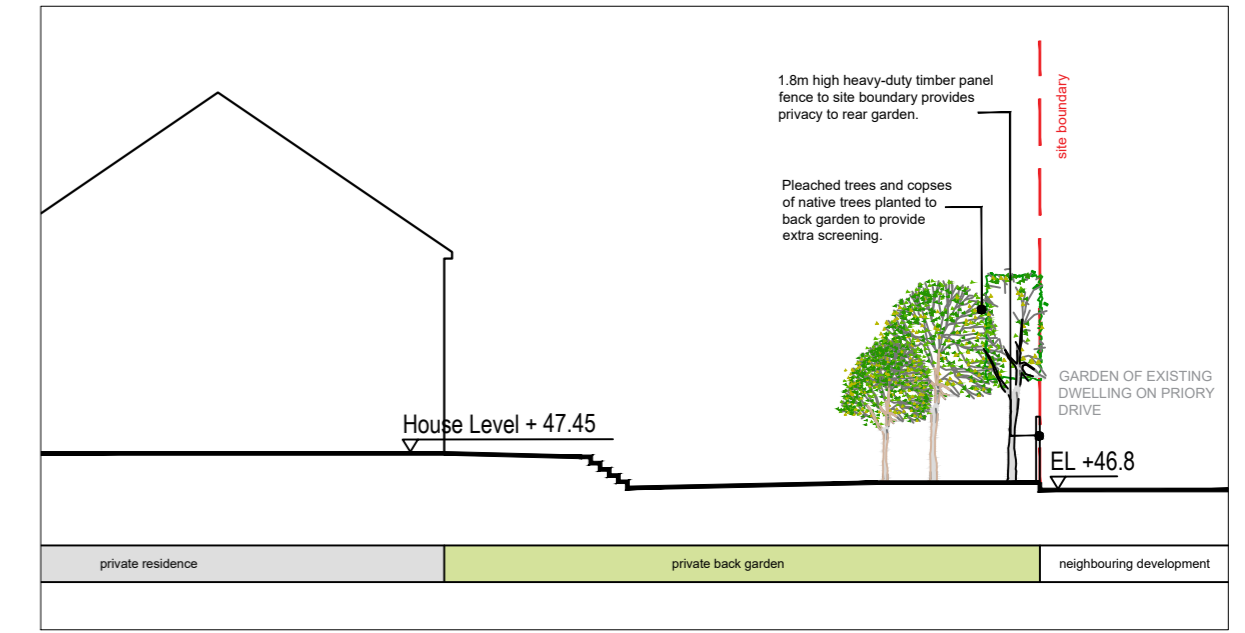 1.8m high heavy-duty timber panel
fence to site boundary provides
privacy to rear garden.
site boundary
Pleached trees and copses
of native trees planted to
back garden to provide
extra screening.
GARDEN OF EXISTING
DWELLING ON PRIORY
DRIVE
House Level + 47.45
EL +46.8
private residence
private back garden
neighbouring development